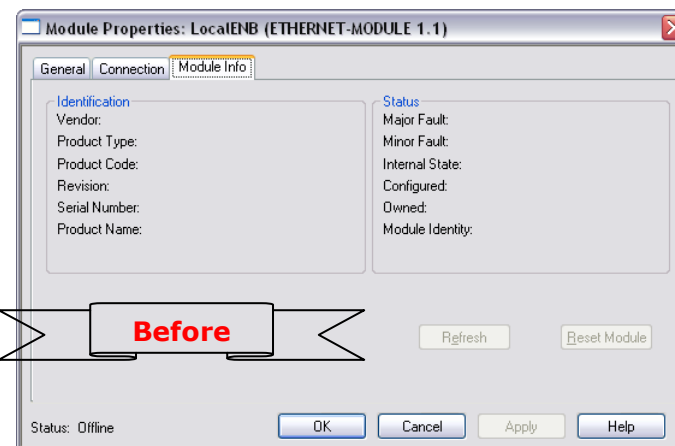 Module Properties: LocalENB (ETHERNET-MODULE 1.1)
General Connection Module Info
Identification
Vendor:
Product Type:
Product Code:
Revision:
Serial Number:
Product Name:
Status
Major Fault:
Minor Fault:
Internal State:
Configured:
Owned:
Module Identity:
Before
Refresh Reset Module
Status: Offline OK Cancel Apply Help